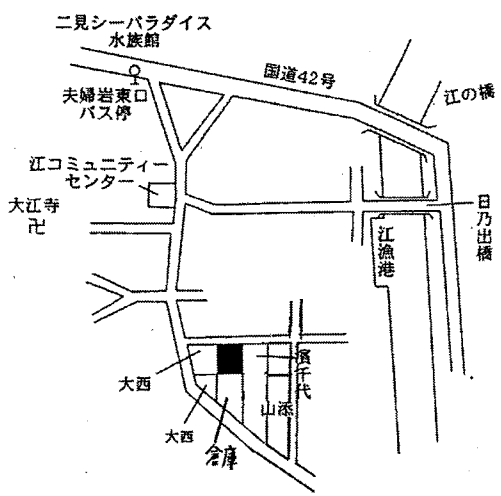 二見シーパラダイス
水族館
国道42号
江の橋
夫婦岩東口
バス停
江コミュニティー
センター
大江寺
卍
日乃出橋
江漁港
大西
濱千代
山添
大西
倉庫